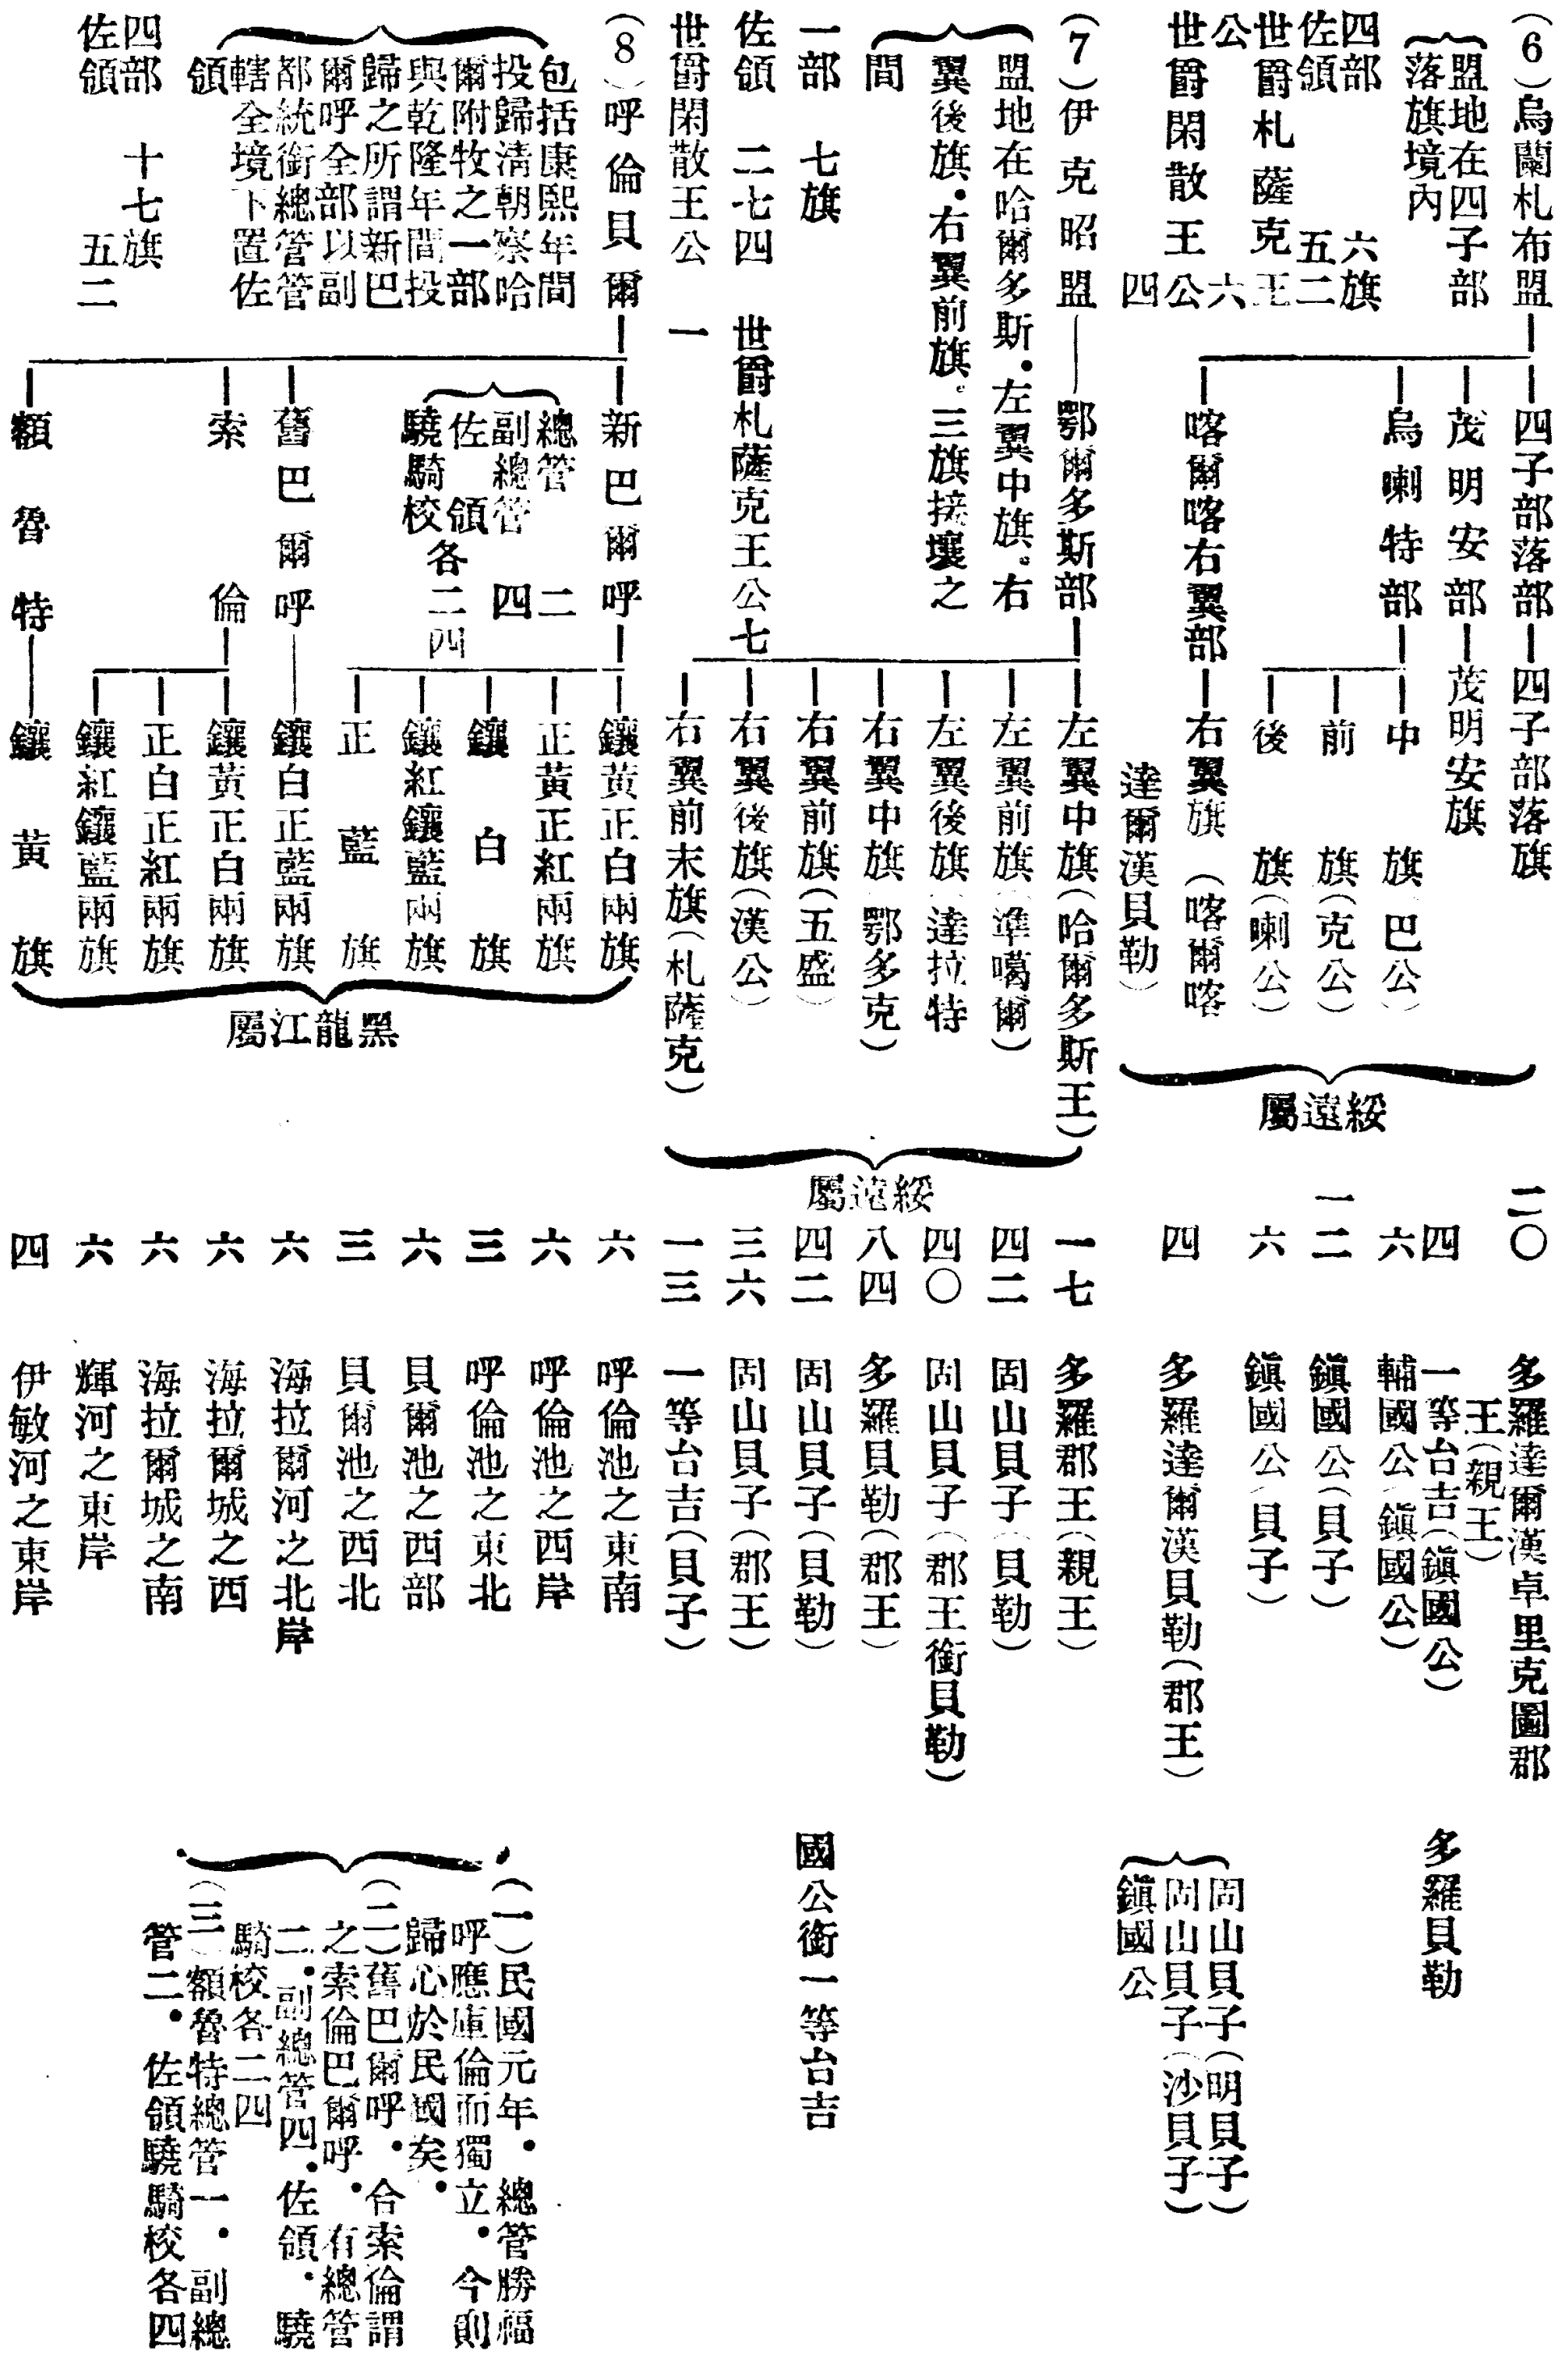 (6)烏蘭札布盟
盟地在四子部
落旗境內
四部　六旗
佐領　五二
世爵札薩克王
公　六
世爵閑散王公
四
四子部落部
茂明安部
烏喇特部
喀爾喀右翼部
四子部落旗
茂明安旗
中旗(巴公)
前旗(克公)
後旗(喇公)
右翼旗(喀爾喀
達爾漢貝勒)
綏遠屬
二〇
四
六
一二
六
四
多羅達爾漢卓里克圖郡
王(親王)
一等台吉(鎭國公)
輔國公(鎭國公)
鎭國公(貝子)
鎭國公(貝子)
多羅達爾漢貝勒(郡王)
多羅貝勒
固山貝子(明貝子)
固山貝子(沙貝子)
鎭國公
(7)伊克昭盟
盟地在哈爾多斯．左翼中旗。右
翼後旗．右翼前旗。三旗接壤之
間
一部　七旗
佐領　二七四　世爵札薩克王公七
世爵閑散王公　一
鄂爾多斯部
左翼中旗(哈爾多斯王)
左翼前旗(準噶爾)
左翼後旗(達拉特
右翼中旗(鄂多克)
右翼前旗(五盛)
右翼後旗(漢公)
右翼前末旗(札薩克)
綏遠屬
一七
四二
四〇
八四
四二
三六
一三
多羅郡王(親王)
固山貝子(貝勒)
固山貝子(郡王銜貝勒)
多羅貝勒(郡王)
固山貝子(貝勒)
固山貝子(郡王)
一等台吉(貝子)
國公銜一等台吉
(8)呼倫貝爾
包括康熙年間
投歸清朝察哈
爾附牧之一部
與乾隆年間投
歸之所謂新巴
爾呼全部以副
都統銜總管管
轄全境下置佐
領
四部　十七旗
佐領　五二
新巴爾呼
總管　二
副總管　四
佐領
驍騎校　各二四
舊巴爾呼
索倫
額魯特
鑲黃正白兩旗
正黃正紅兩旗
鑲白旗
鑲紅鑲藍兩旗
正藍旗
鑲白正藍兩旗
鑲黃正白兩旗
正白正紅兩旗
鑲紅鑲藍兩旗
鑲黃旗
黑龍江屬
六
六
三
六
三
六
六
六
六
四
呼倫池之東南
呼倫池之西岸
呼倫池之東北
貝爾池之西部
貝爾池之西北
海拉爾河之北岸
海拉爾城之西
海拉爾城之南
輝河之東岸
伊敏河之東岸
(一)民國元年．總管勝福
呼應庫倫而獨立．今則
歸心於民國矣．
(二)舊巴爾呼．合索倫謂
之索倫巴爾呼．有總管
二．副總管四．佐領．驍
騎校各二四
(三)額魯特總管一．副總
管二．佐領驍騎校各四